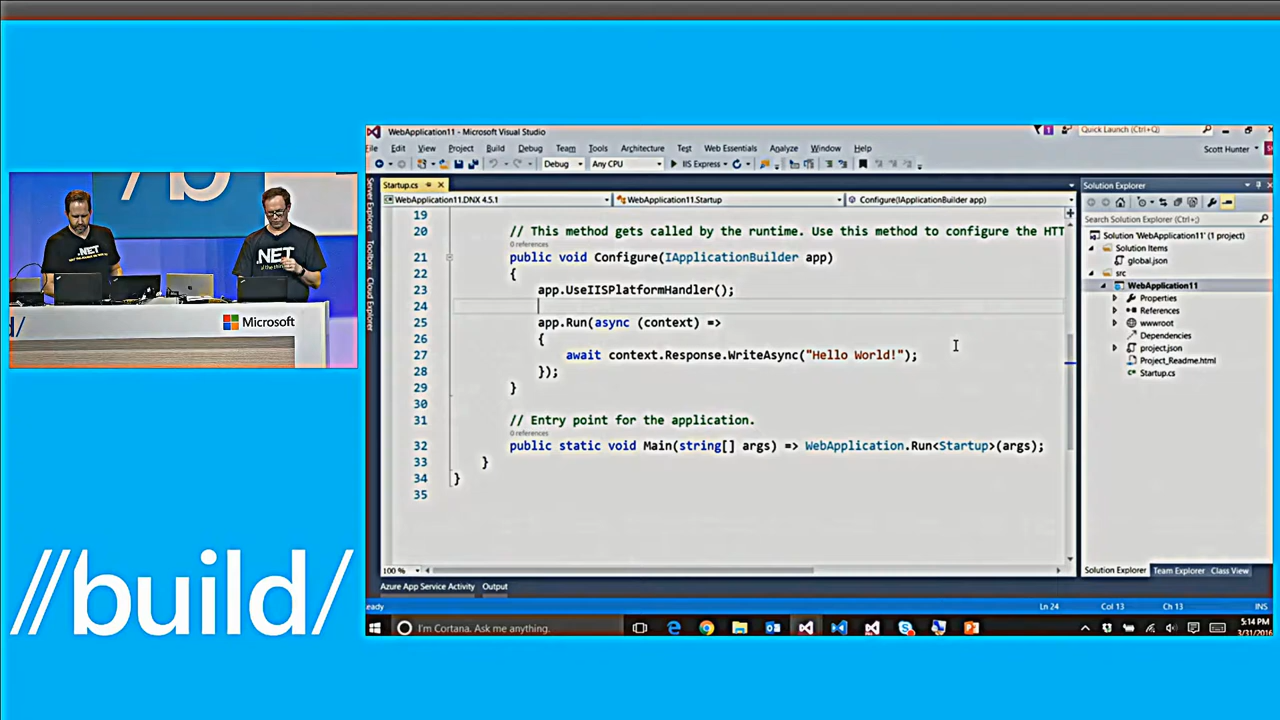 /b
.NET
.NET
Microsoft
d/
//build/
WebApplication11 - Microsoft Visual Studio
1
Quick Launch (Ctrl+Q)
File Edit View Project Build Debug Team Tools Architecture Test Web Essentials Analyze Window Help
Scott Hunter
Debug Any CPU IIS Express
Server Explorer Toolbox Cloud Explorer
Startup.cs
WebApplication11.DNX 4.5.1 WebApplication11.Startup Configure(IApplicationBuilder app)
19
20 // This method gets called by the runtime. Use this method to configure the HTT
0 references
21 public void Configure(IApplicationBuilder app)
22 {
23 app.UseIISPlatformHandler();
24
25 app.Run(async (context) =>
26 {
27 await context.Response.WriteAsync("Hello World!");
28 });
29 }
30
31 // Entry point for the application.
0 references
32 public static void Main(string[] args) => WebApplication.Run<Startup>(args);
33 }
34 }
35
100 %
Solution Explorer
Search Solution Explorer (Ctrl+;)
Solution 'WebApplication11' (1 project)
Solution Items
global.json
src
WebApplication11
Properties
References
wwwroot
Dependencies
project.json
Project_Readme.html
Startup.cs
Solution Explorer Team Explorer Class View
Azure App Service Activity Output
eady Ln 24 Col 13 Ch 13 INS
I'm Cortana. Ask me anything.
5:14 PM
3/31/2016